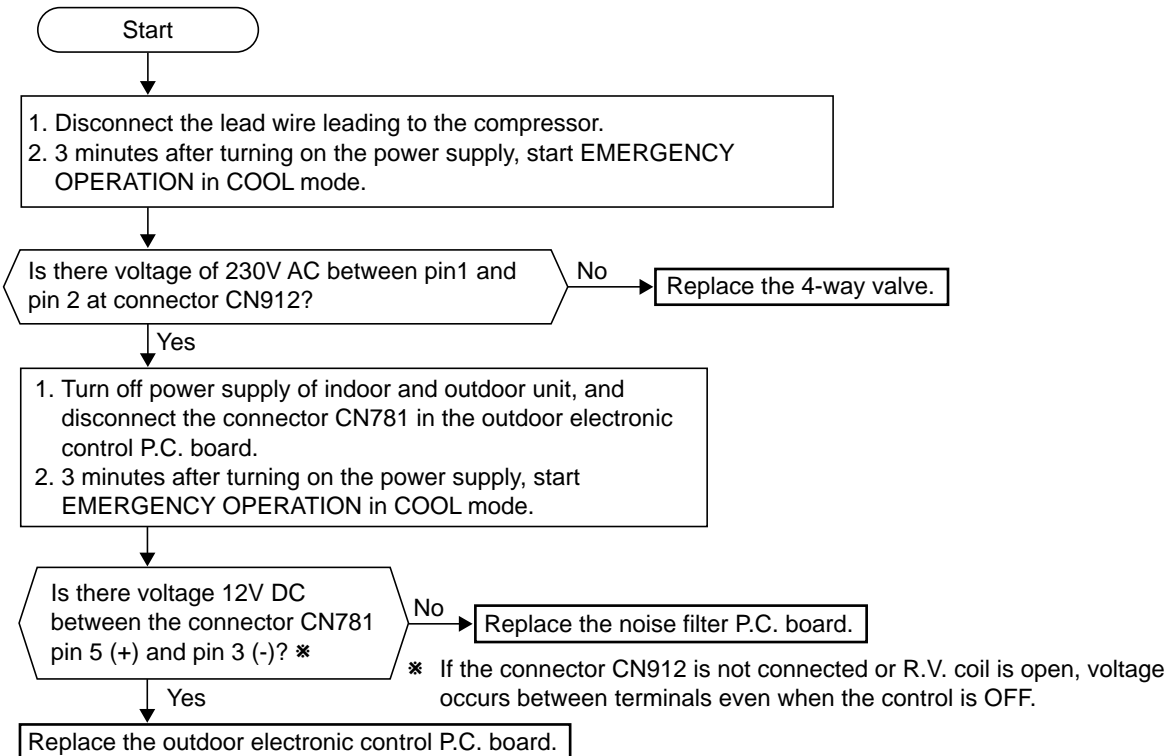 Start
1. Disconnect the lead wire leading to the compressor.
2. 3 minutes after turning on the power supply, start EMERGENCY
OPERATION in COOL mode.
Is there voltage of 230V AC between pin1 and
pin 2 at connector CN912?
No
Replace the 4-way valve.
Yes
1. Turn off power supply of indoor and outdoor unit, and
disconnect the connector CN781 in the outdoor electronic
control P.C. board.
2. 3 minutes after turning on the power supply, start
EMERGENCY OPERATION in COOL mode.
Is there voltage 12V DC
between the connector CN781
pin 5 (+) and pin 3 (-)? ※
No
Replace the noise filter P.C. board.
※ If the connector CN912 is not connected or R.V. coil is open, voltage
occurs between terminals even when the control is OFF.
Yes
Replace the outdoor electronic control P.C. board.